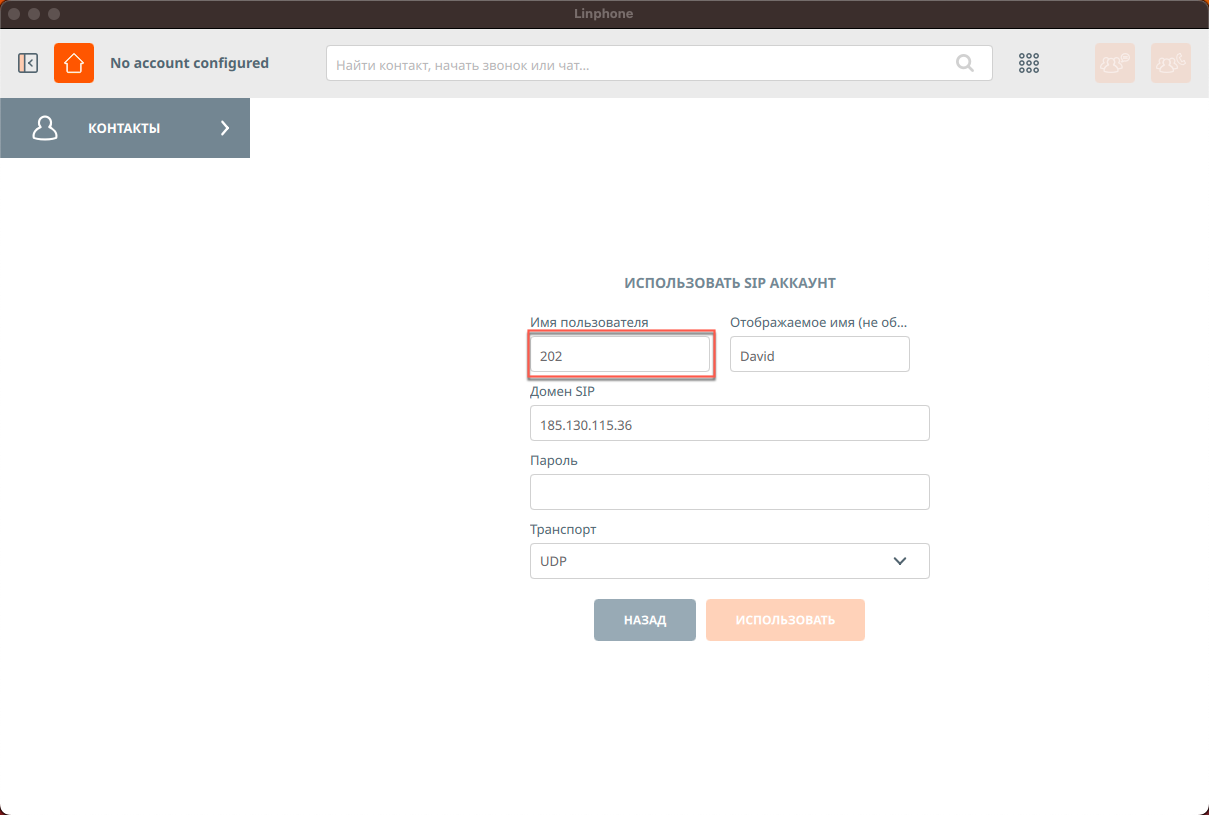 Linphone
No account configured
Найти контакт, начать звонок или чат...
КОНТАКТЫ
ИСПОЛЬЗОВАТЬ SIP АККАУНТ
Имя пользователя
Отображаемое имя (не об...
202
David
Домен SIP
185.130.115.36
Пароль
Транспорт
UDP
НАЗАД
ИСПОЛЬЗОВАТЬ